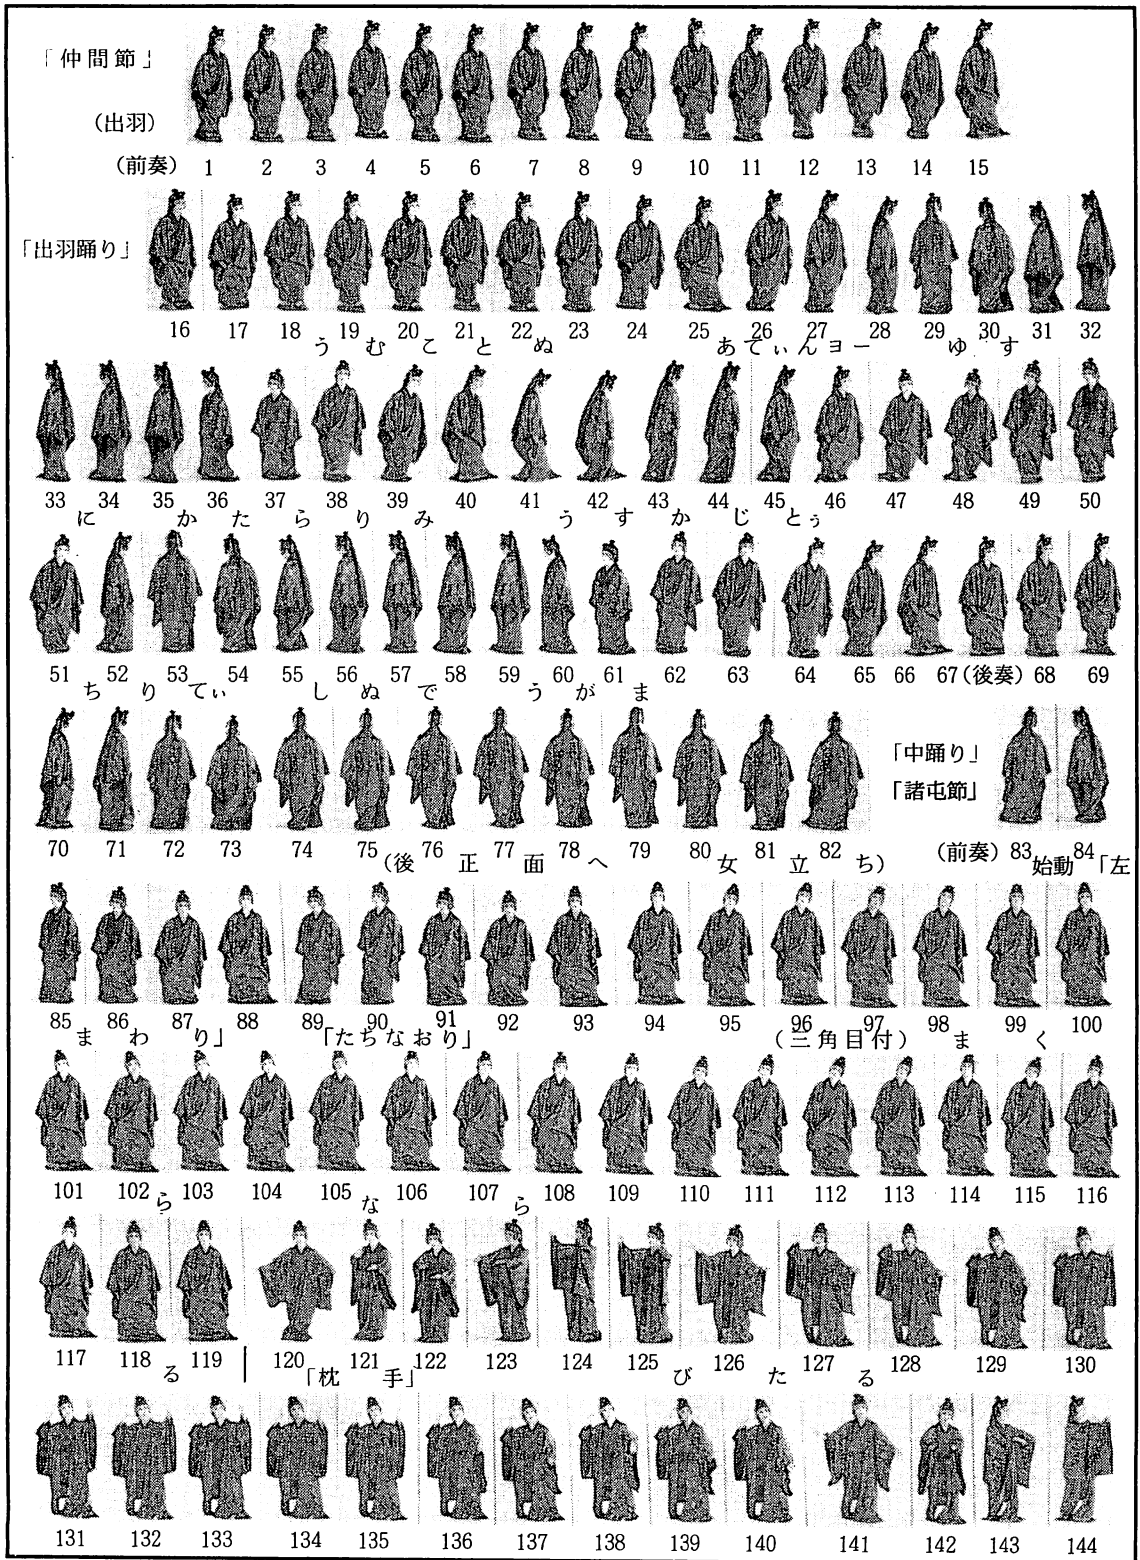 「仲間節」
（出羽）
（前奏） 1 2 3 4 5 6 7 8 9 10 11 12 13 14 15
「出羽踊り」
16 17 18 19 20 21 22 23 24 25 26 27 28 29 30 31 32
うむことぬ あてぃんヨー ゆす
33 34 35 36 37 38 39 40 41 42 43 44 45 46 47 48 49 50
に かたらりみ うすかじとぅ
51 52 53 54 55 56 57 58 59 60 61 62 63 64 65 66 67（後奏）68 69
ちりてぃ しぬで うがま
「中踊り」
「諸屯節」
70 71 72 73 74 75 76 77 78 79 80 81 82 （前奏）83 84
（後正面へ 女立ち） 始動「左
85 86 87 88 89 90 91 92 93 94 95 96 97 98 99 100
まわり」 「たちなおり」 （三角目付） まく
101 102 103 104 105 106 107 108 109 110 111 112 113 114 115 116
ら な ら
117 118 119 120 121 122 123 124 125 126 127 128 129 130
る 「枕手」 びたる
131 132 133 134 135 136 137 138 139 140 141 142 143 144